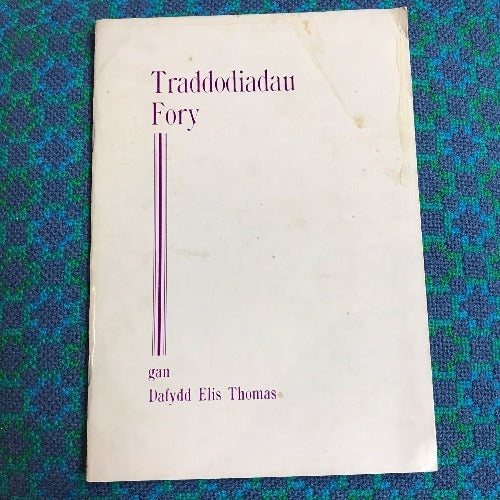 Traddodiadau
Fory
gan
Dafydd Elis Thomas